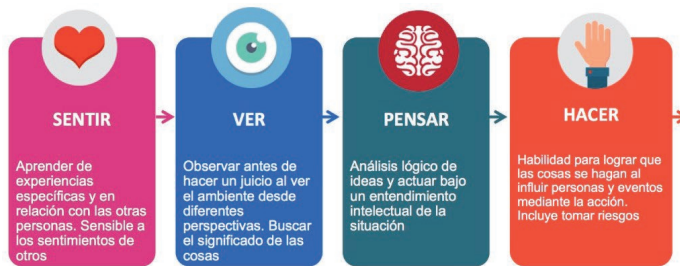 SENTIR
Aprender de
experiencias
específicas y en
relación con las otras
personas. Sensible a
los sentimientos de
otros
VER
Observar antes de
hacer un juicio al ver
el ambiente desde
diferentes
perspectivas. Buscar
el significado de las
cosas
PENSAR
Análisis lógico de
ideas y actuar bajo
un entendimiento
intelectual de la
situación
HACER
Habilidad para lograr que
las cosas se hagan al
influir personas y eventos
mediante la acción.
Incluye tomar riesgos